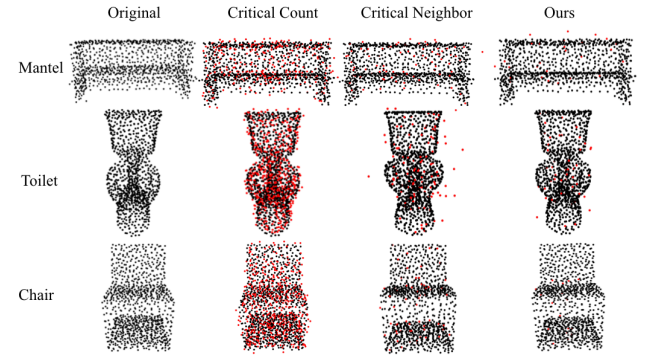 Original Critical Count Critical Neighbor Ours
Mantel
Toilet
Chair